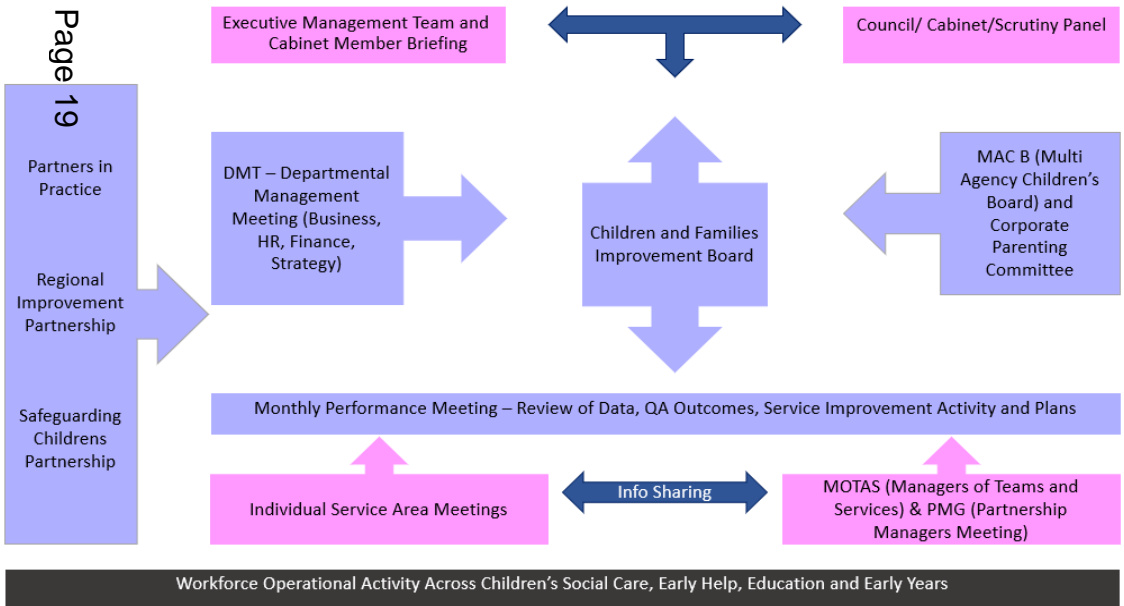 Page 19
Executive Management Team and
Cabinet Member Briefing
Council/ Cabinet/Scrutiny Panel
Partners in
Practice
Regional
Improvement
Partnership
Safeguarding
Childrens
Partnership
DMT – Departmental
Management
Meeting (Business,
HR, Finance,
Strategy)
Children and Families
Improvement Board
MAC B (Multi
Agency Children’s
Board) and
Corporate
Parenting
Committee
Monthly Performance Meeting – Review of Data, QA Outcomes, Service Improvement Activity and Plans
Individual Service Area Meetings
Info Sharing
MOTAS (Managers of Teams and
Services) & PMG (Partnership
Managers Meeting)
Workforce Operational Activity Across Children’s Social Care, Early Help, Education and Early Years